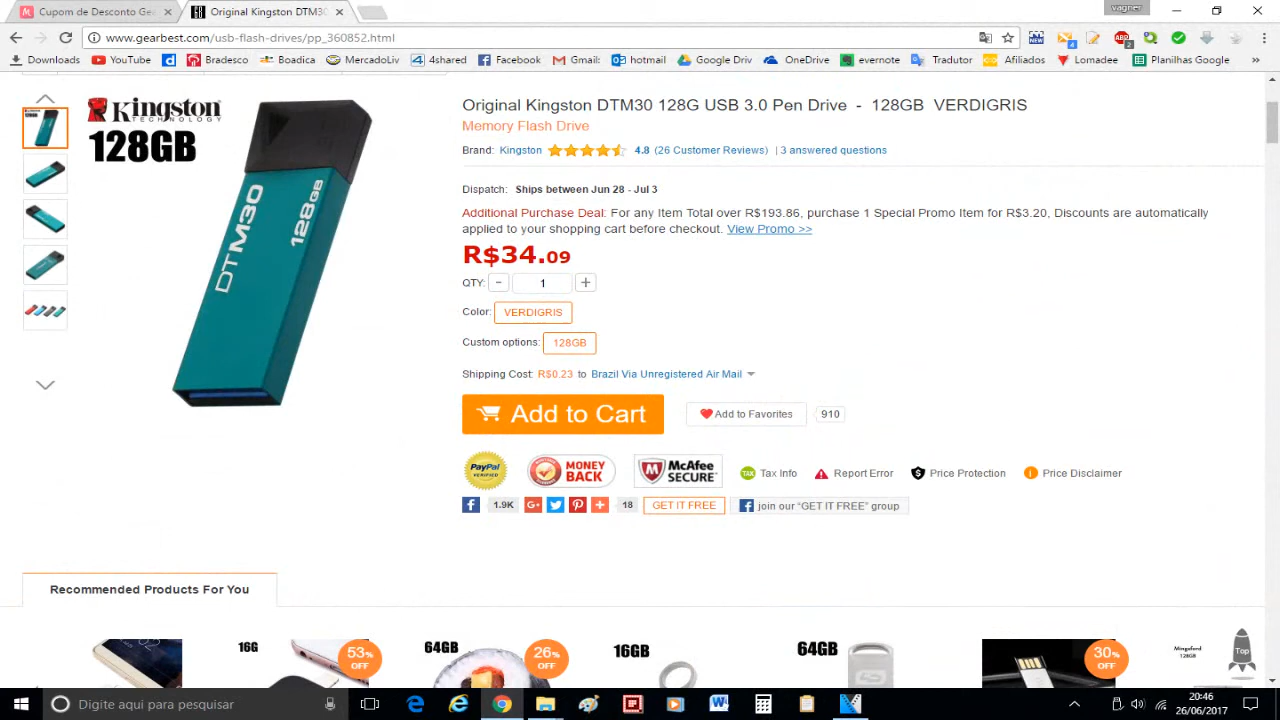 Cupom de Desconto Gea
Original Kingston DTM30
vagner
www.gearbest.com/usb-flash-drives/pp_360852.html
Downloads YouTube Bradesco Boadica MercadoLiv 4shared Facebook Gmail: hotmail Google Driv OneDrive evernote Tradutor Afiliados Lomadee Planilhas Google »
Kingston
TECHNOLOGY
128GB
DTM30 128GB
Original Kingston DTM30 128G USB 3.0 Pen Drive - 128GB VERDIGRIS
Memory Flash Drive
Brand: Kingston 4.8 (26 Customer Reviews) | 3 answered questions
Dispatch: Ships between Jun 28 - Jul 3
Additional Purchase Deal: For any Item Total over R$193.86, purchase 1 Special Promo Item for R$3.20, Discounts are automatically
applied to your shopping cart before checkout. View Promo >>
R$34.09
QTY: - 1 +
Color: VERDIGRIS
Custom options: 128GB
Shipping Cost: R$0.23 to Brazil Via Unregistered Air Mail
Add to Cart Add to Favorites 910
PayPal VERIFIED MONEY BACK McAfee SECURE TAX Tax Info Report Error $ Price Protection Price Disclaimer
1.9K G+ 18 GET IT FREE join our “GET IT FREE” group
Recommended Products For You
16G 53% OFF 64GB 26% OFF 16GB 64GB 30% OFF Mingsford 128GB Top
Digite aqui para pesquisar
20:46
26/06/2017